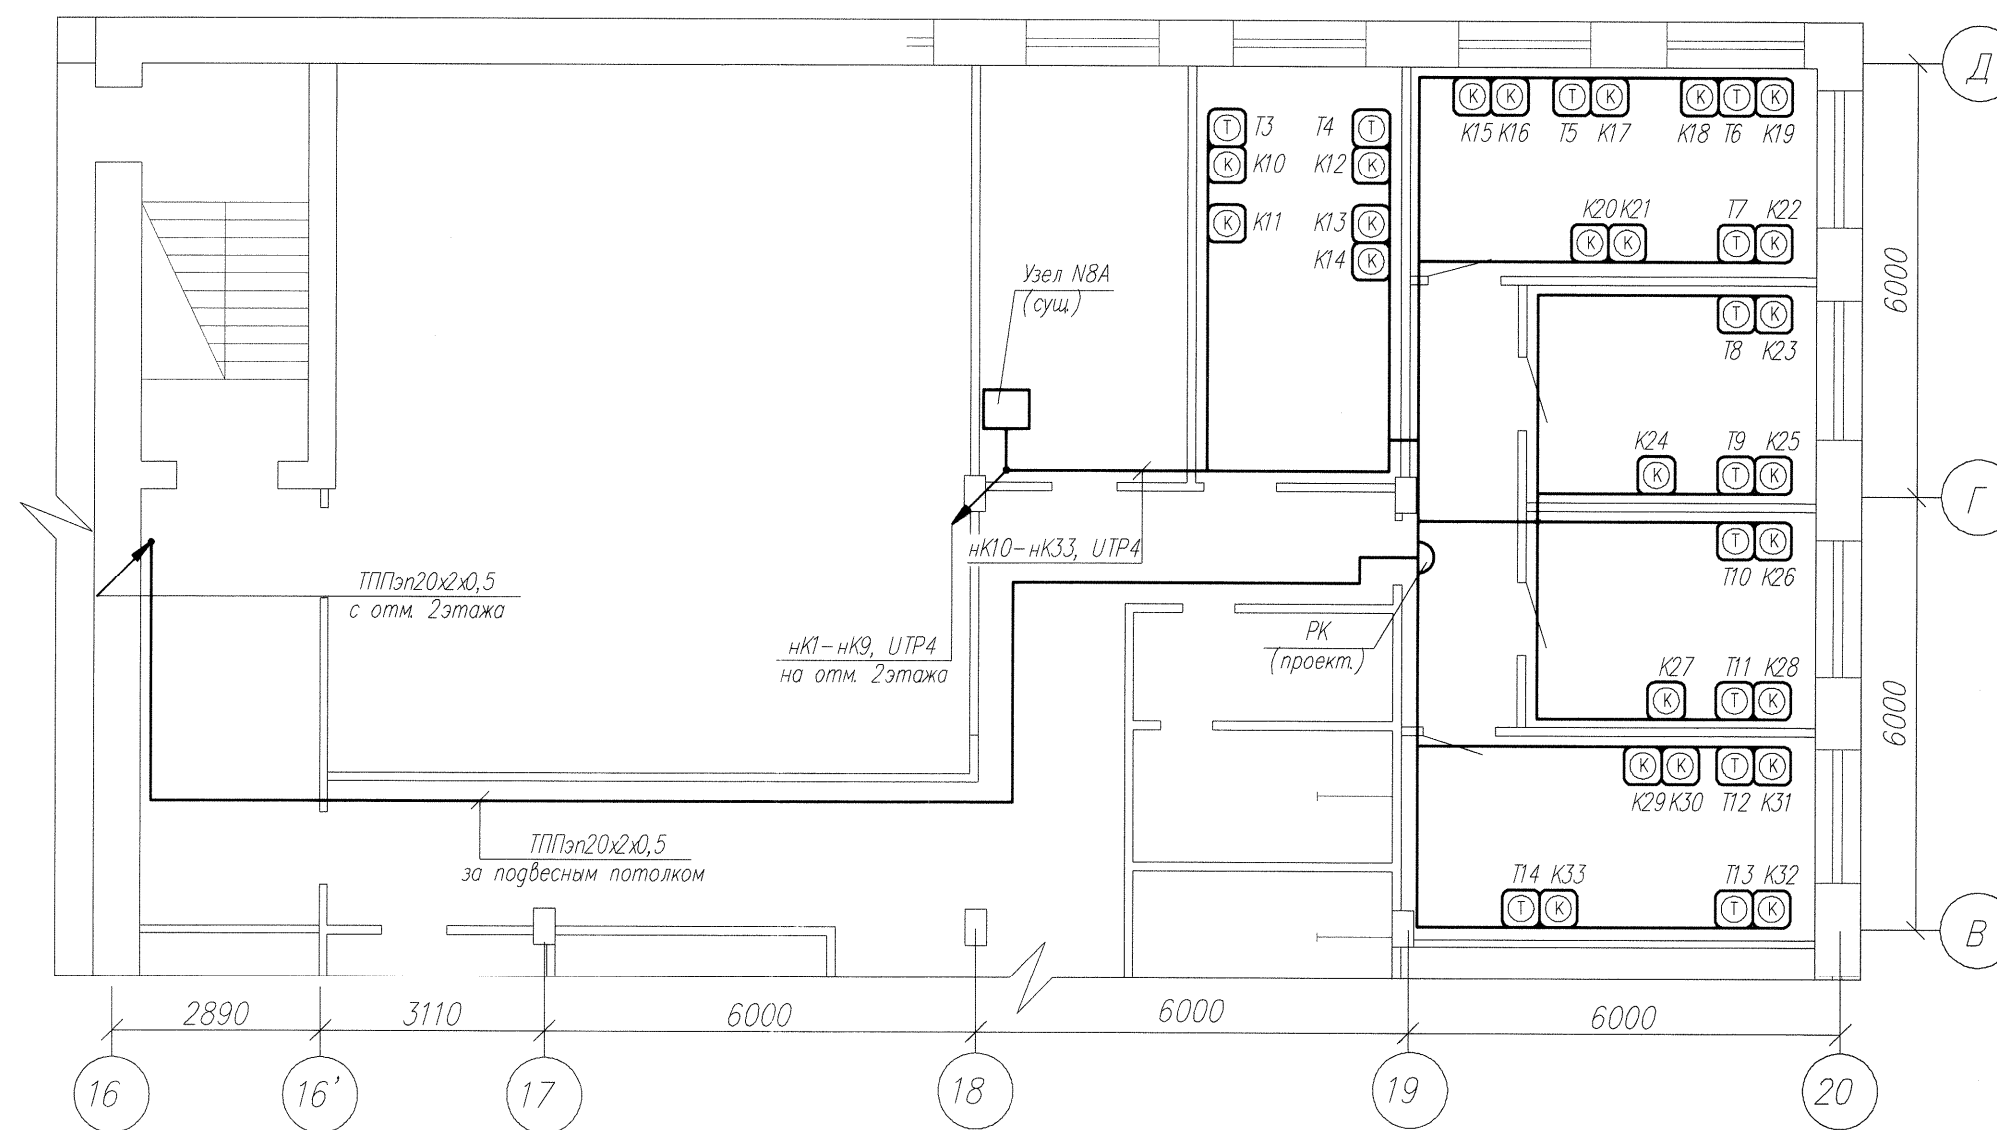 Д
К К Т К К Т К
К15 К16 Т5 К17 К18 Т6 К19
Т Т3 Т4 Т
К К10 К12 К
К К11 К13 К
К14 К
К20 К21 Т7 К22
К К Т К
Узел N8А
(сущ.)
6000
Т К
Т8 К23
К24 Т9 К25
К Т К
Г
нК10-нК33, UTP4
Т К
Т10 К26
ТППэп20х2х0,5
с отм. 2этажа
РК
(проект.)
нК1-нК9, UTP4
на отм. 2этажа
К27 Т11 К28
К Т К
6000
К К Т К
К29 К30 Т12 К31
ТППэп20х2х0,5
за подвесным потолком
Т14 К33 Т13 К32
Т К Т К
В
2890 3110 6000 6000 6000
16 16' 17 18 19 20